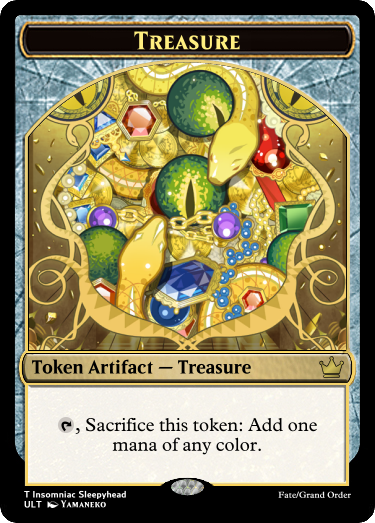 TREASURE
Token Artifact — Treasure
, Sacrifice this token: Add one
mana of any color.
T Insomniac Sleepyhead
ULT YAMANEKO
Fate/Grand Order